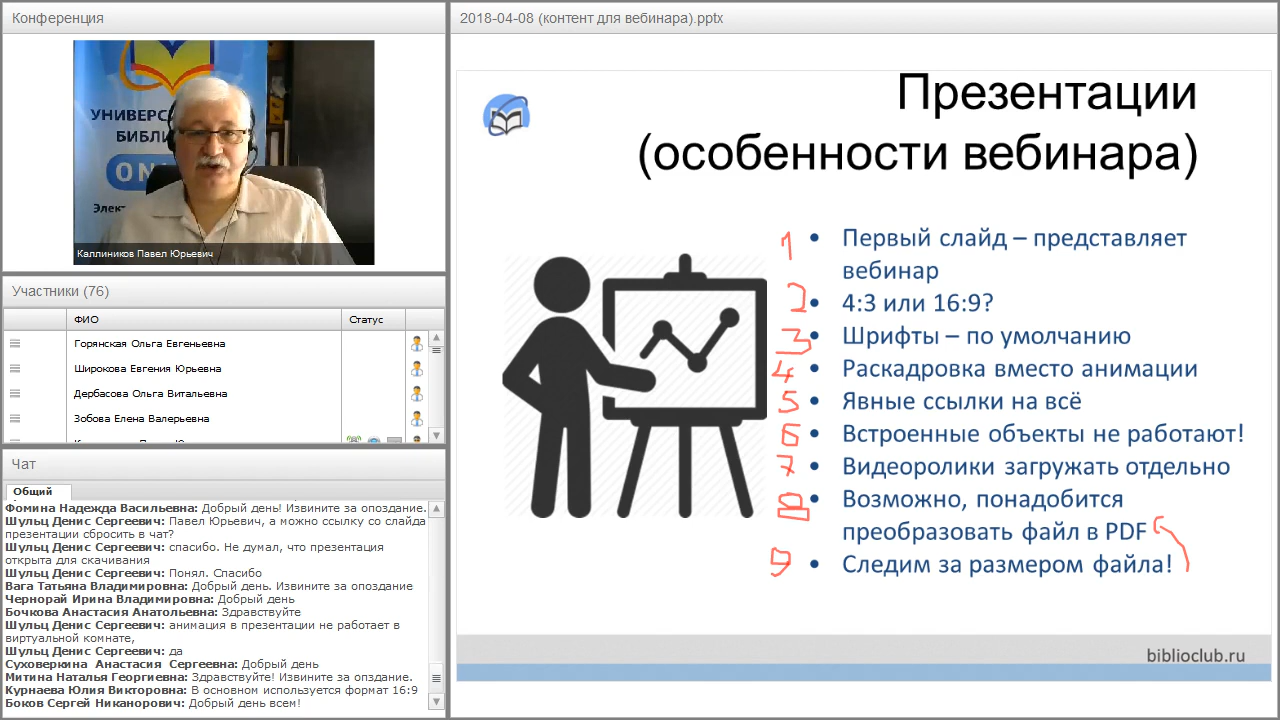 Конференция
УНИВЕРС
БИБЛИ
ON
Элект
Каллиников Павел Юрьевич
Участники (76)
ФИО Статус
Горянская Ольга Евгеньевна
Широкова Евгения Юрьевна
Дербасова Ольга Витальевна
Зобова Елена Валерьевна
Чат
Общий
Фомина Надежда Васильевна: Добрый день! Извините за опоздание.
Шульц Денис Сергеевич: Павел Юрьевич, а можно ссылку со слайда
презентации сбросить в чат?
Шульц Денис Сергеевич: спасибо. Не думал, что презентация
открыта для скачивания
Шульц Денис Сергеевич: Понял. Спасибо
Вага Татьяна Владимировна: Добрый день. Извините за опоздание
Чернорай Ирина Владимировна: Добрый день
Бочкова Анастасия Анатольевна: Здравствуйте
Шульц Денис Сергеевич: анимация в презентации не работает в
виртуальной комнате,
Шульц Денис Сергеевич: да
Суховеркина Анастасия Сергеевна: Добрый день
Митина Наталья Георгиевна: Здравствуйте! Извините за опздание.
Курнаева Юлия Викторовна: В основном используется формат 16:9
Боков Сергей Никанорович: Добрый день всем!
2018-04-08 (контент для вебинара).pptx
Презентации
(особенности вебинара)
1 • Первый слайд – представляет
вебинар
2 • 4:3 или 16:9?
3 • Шрифты – по умолчанию
4 • Раскадровка вместо анимации
5 • Явные ссылки на всё
6 • Встроенные объекты не работают!
7 • Видеоролики загружать отдельно
8 • Возможно, понадобится
преобразовать файл в PDF
9 • Следим за размером файла!
biblioclub.ru